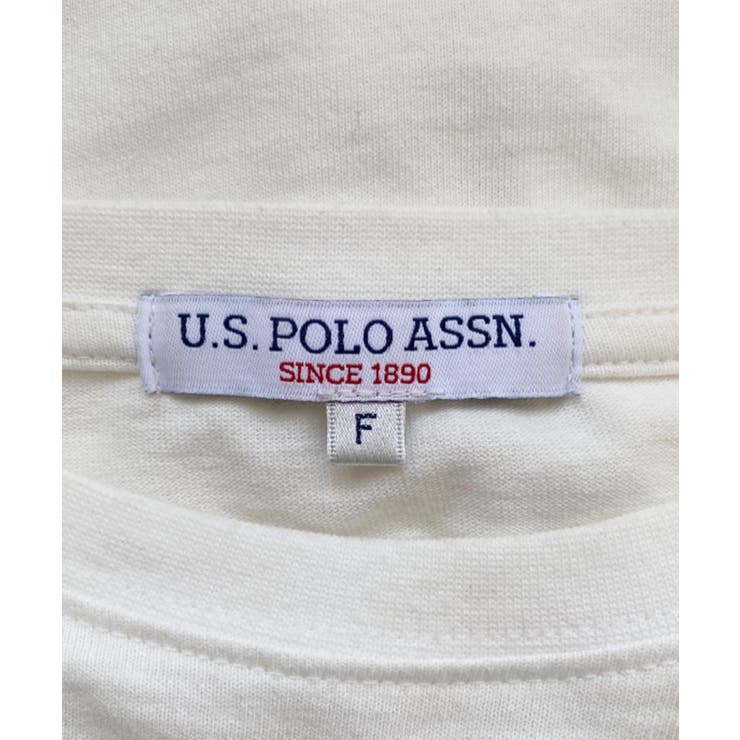 U.S. POLO ASSN.
SINCE 1890
F